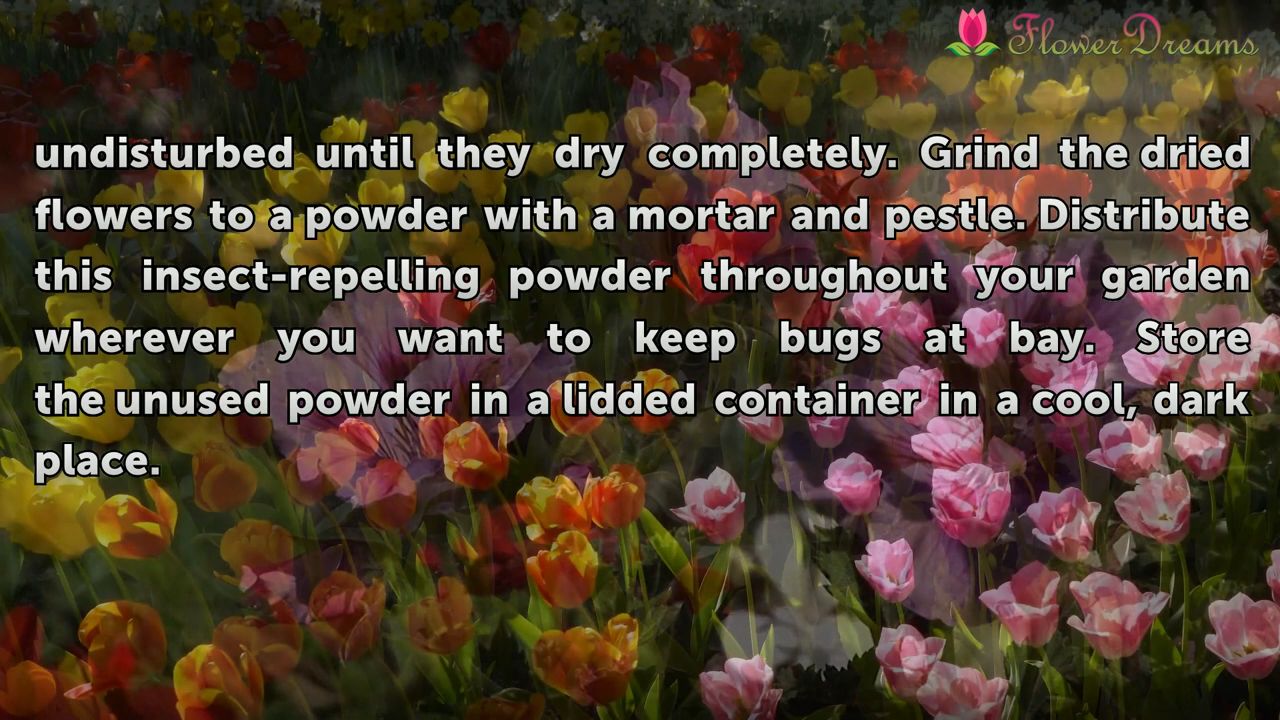 FlowerDreams
undisturbed until they dry completely. Grind the dried
flowers to a powder with a mortar and pestle. Distribute
this insect-repelling powder throughout your garden
wherever you want to keep bugs at bay. Store
the unused powder in a lidded container in a cool, dark
place.